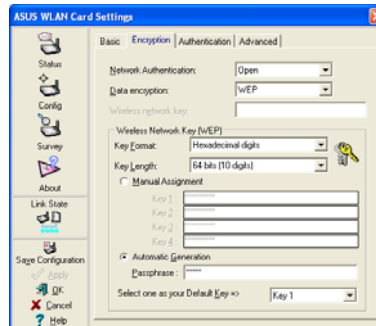 ASUS WLAN Card Settings
Status
Config
Survey
About
Link State
Save Configuration
Apply
OK
Cancel
Help
Basic Encryption Authentication Advanced
Network Authentication: Open
Data encryption: WEP
Wireless network key:
Wireless Network Key (WEP)
Key Format: Hexadecimal digits
Key Length: 64 bits (10 digits)
Manual Assignment
Key 1: **********
Key 2: **********
Key 3: **********
Key 4: **********
Automatic Generation
Passphrase : *****
Select one as your Default Key => Key 1